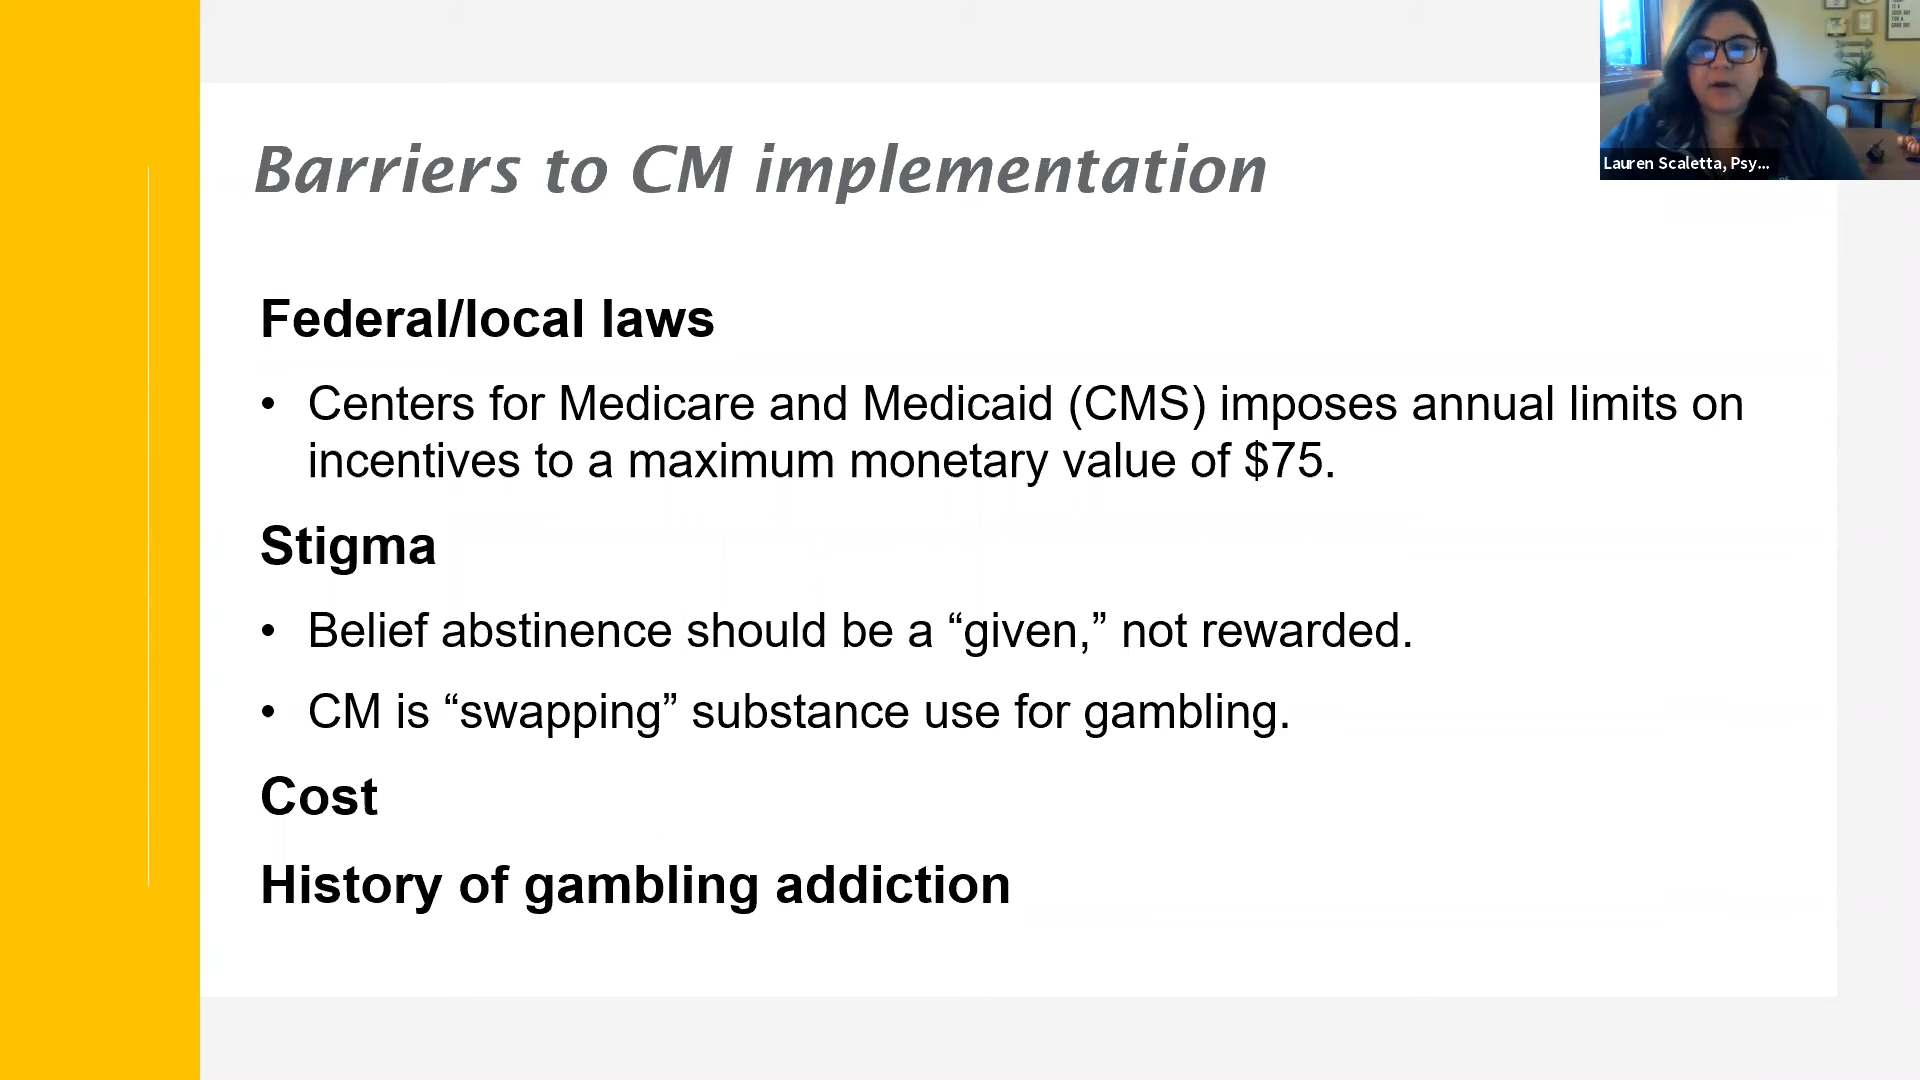 Barriers to CM implementation
Federal/local laws
• Centers for Medicare and Medicaid (CMS) imposes annual limits on
incentives to a maximum monetary value of $75.
Stigma
• Belief abstinence should be a “given,” not rewarded.
• CM is “swapping” substance use for gambling.
Cost
History of gambling addiction
Lauren Scaletta, Psy...